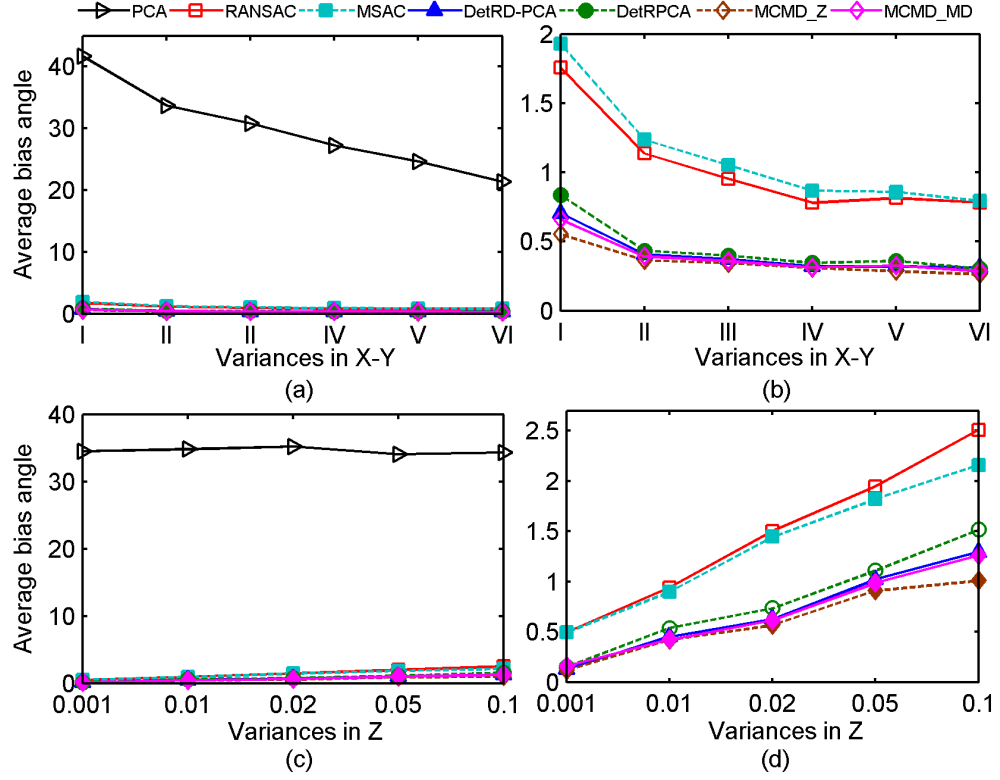 PCA RANSAC MSAC DetRD-PCA DetRPCA MCMD_Z MCMD_MD
Average bias angle
40
30
20
10
0
I II II IV V VI
Variances in X-Y
(a)
2
1.5
1
0.5
0
I II III IV V VI
Variances in X-Y
(b)
Average bias angle
40
30
20
10
0
0.001 0.01 0.02 0.05 0.1
Variances in Z
(c)
2.5
2
1.5
1
0.5
0
0.001 0.01 0.02 0.05 0.1
Variances in Z
(d)